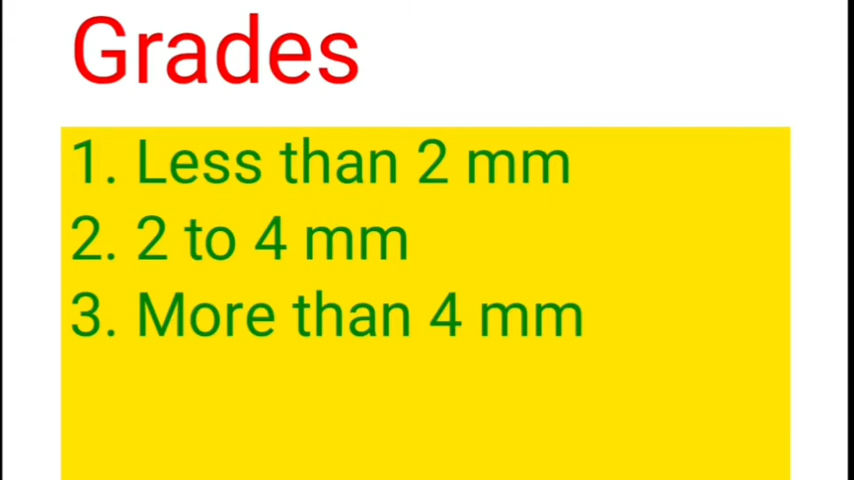 Grades
1. Less than 2 mm
2. 2 to 4 mm
3. More than 4 mm